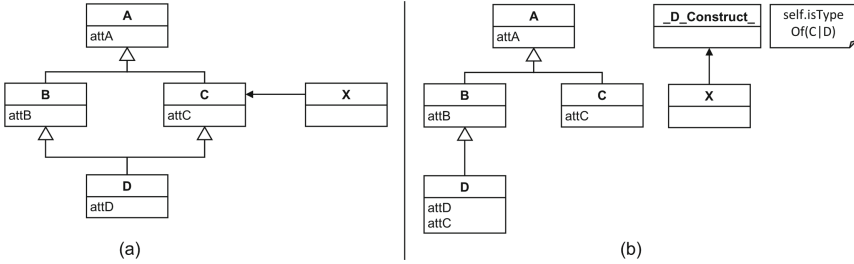 A
attA
B
attB
C
attC
X
D
attD
(a)
A
attA
B
attB
C
attC
D
attD
attC
_D_Construct_
X
self.isType
Of(C|D)
(b)